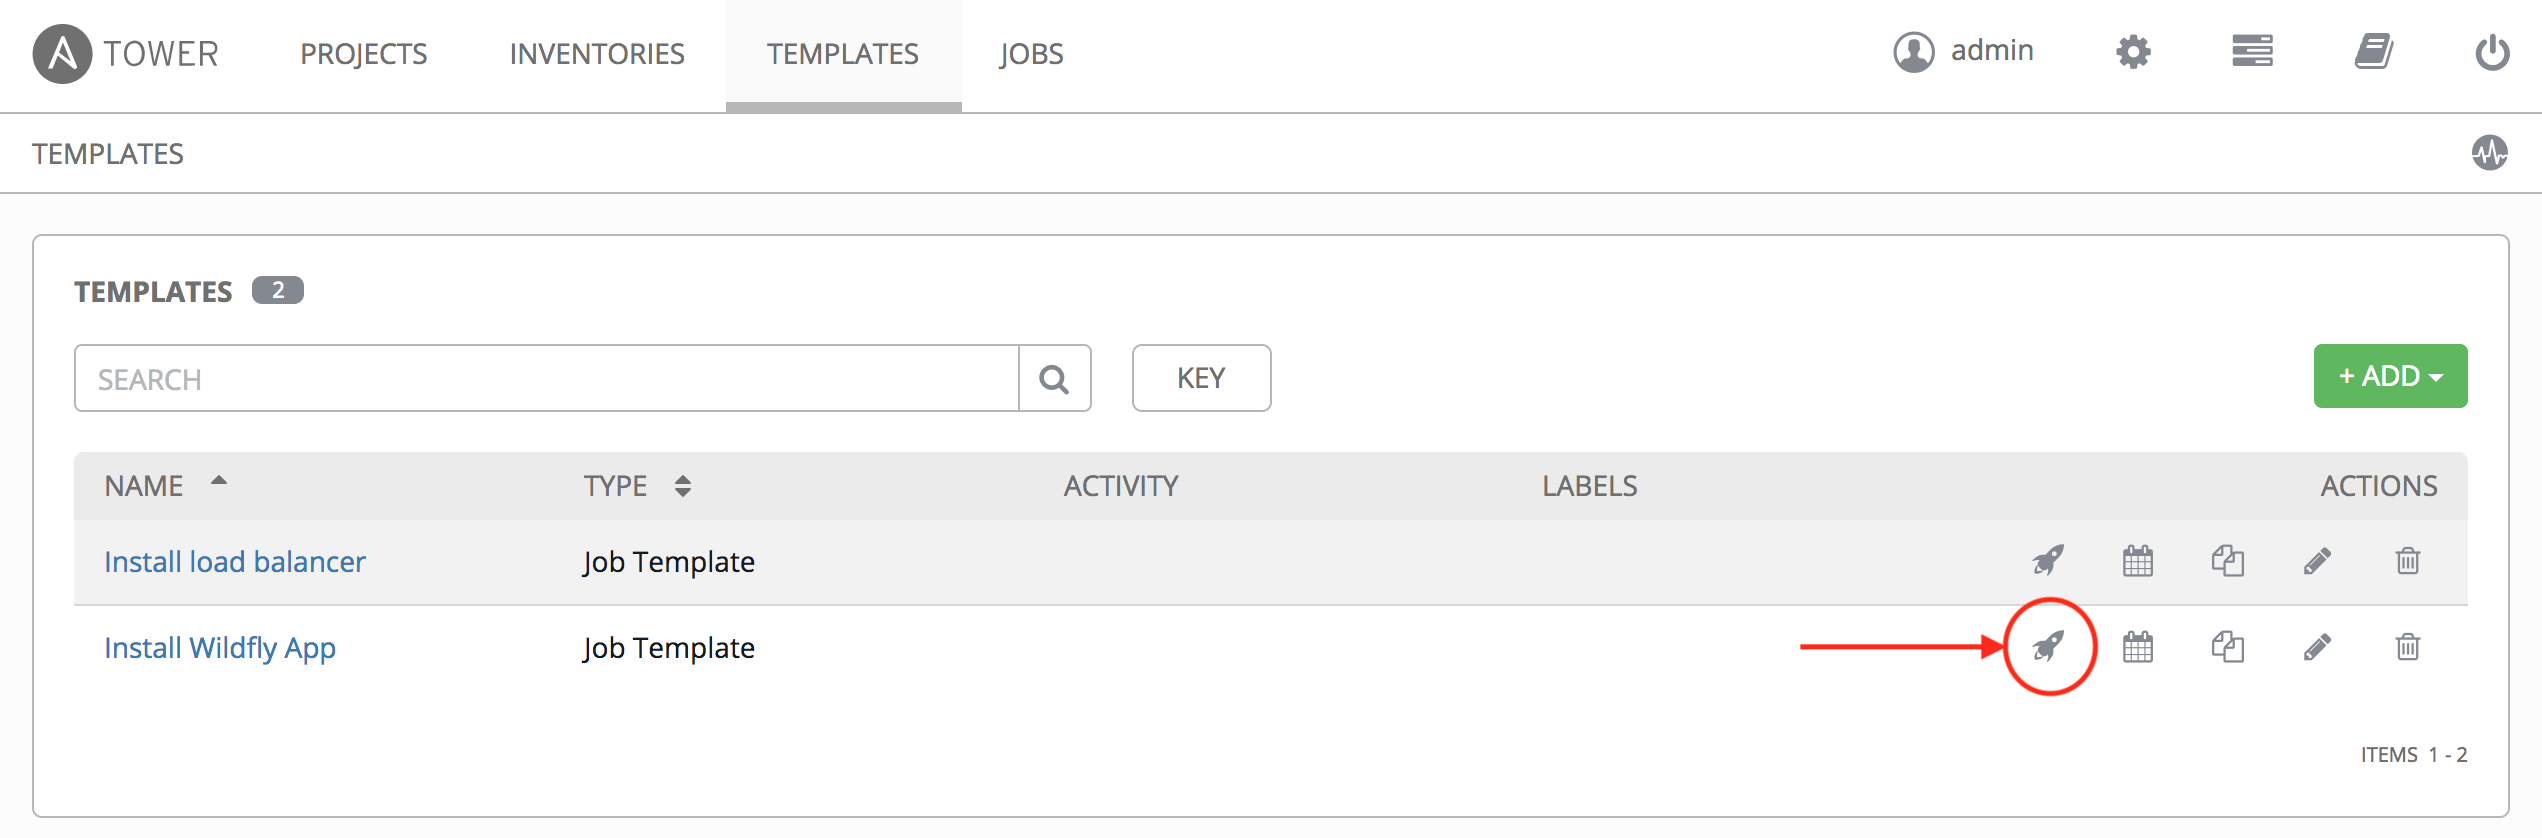 TOWER PROJECTS INVENTORIES TEMPLATES JOBS admin
TEMPLATES
TEMPLATES 2
SEARCH KEY + ADD
NAME TYPE ACTIVITY LABELS ACTIONS
Install load balancer Job Template
Install Wildfly App Job Template
ITEMS 1 - 2